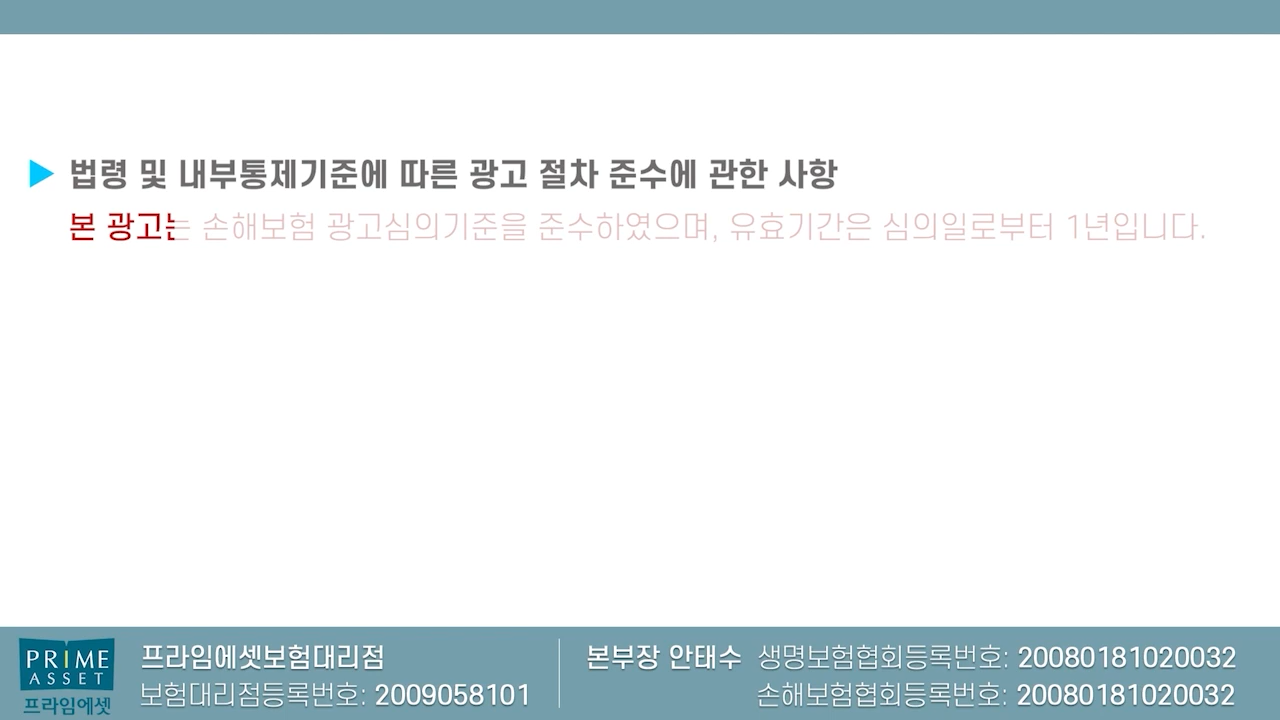 ▶ 법령 및 내부통제기준에 따른 광고 절차 준수에 관한 사항
본 광고는 손해보험 광고심의기준을 준수하였으며, 유효기간은 심의일로부터 1년입니다.
PRIME
ASSET
프라임에셋
프라임에셋보험대리점
보험대리점등록번호: 2009058101
본부장 안태수 생명보험협회등록번호: 20080181020032
손해보험협회등록번호: 20080181020032